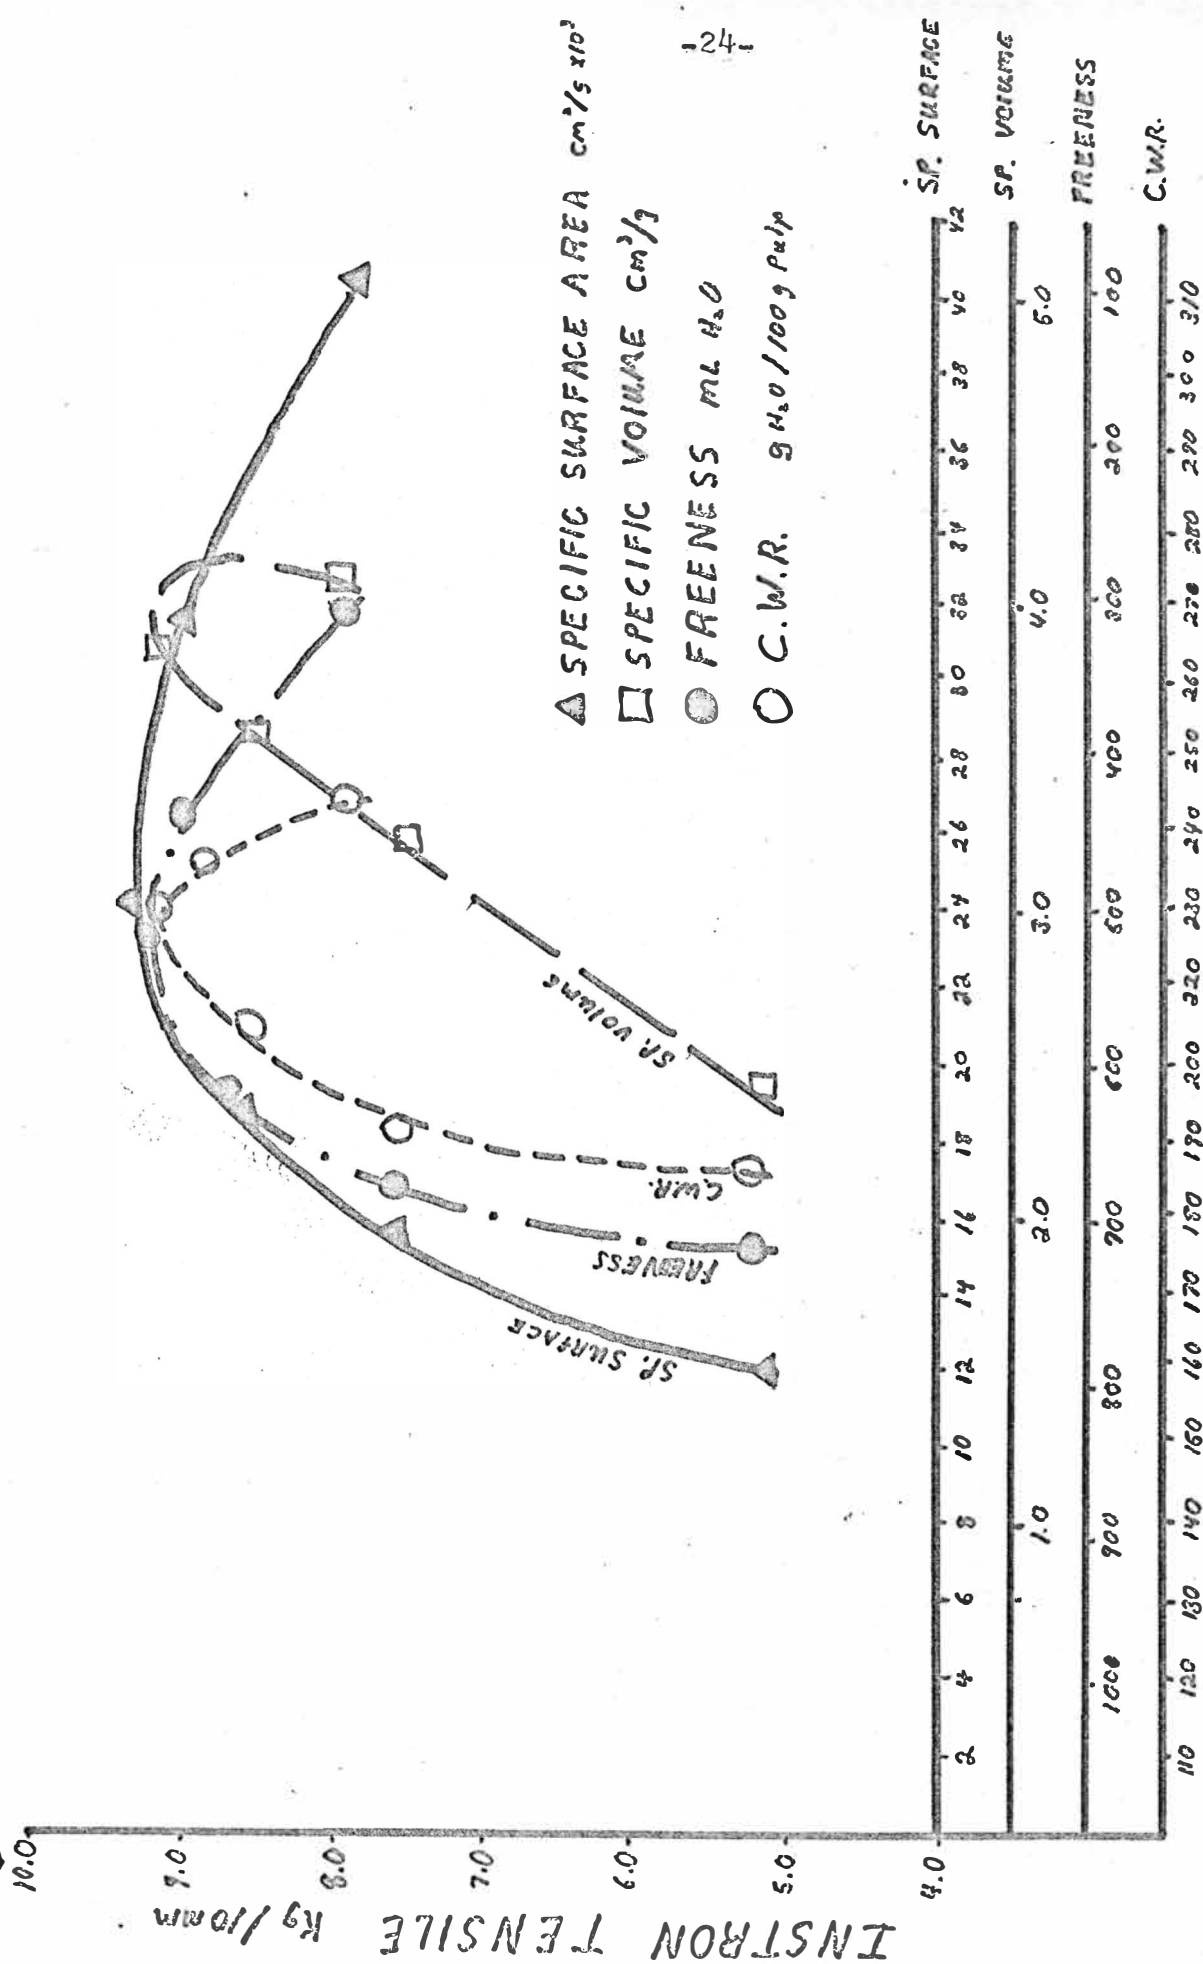 -24-
INSTRON TENSILE Kg/10mm
10.0
9.0
8.0
7.0
6.0
5.0
4.0
SP. SURFACE
FREENESS
C.W.R.
SP. VOLUME
SPECIFIC SURFACE AREA cm²/g x10³
SPECIFIC VOLUME cm³/g
FREENESS ML H₂O
C.W.R. g H₂O/100g Pulp
2 4 6 8 10 12 14 16 18 20 22 24 26 28 30 32 34 36 38 40 42 SP. SURFACE
1.0 2.0 3.0 4.0 5.0 SP. VOLUME
1000 900 800 700 600 500 400 300 200 100 FREENESS
110 120 130 140 150 160 170 180 190 200 210 220 230 240 250 260 270 280 290 300 310 C.W.R.